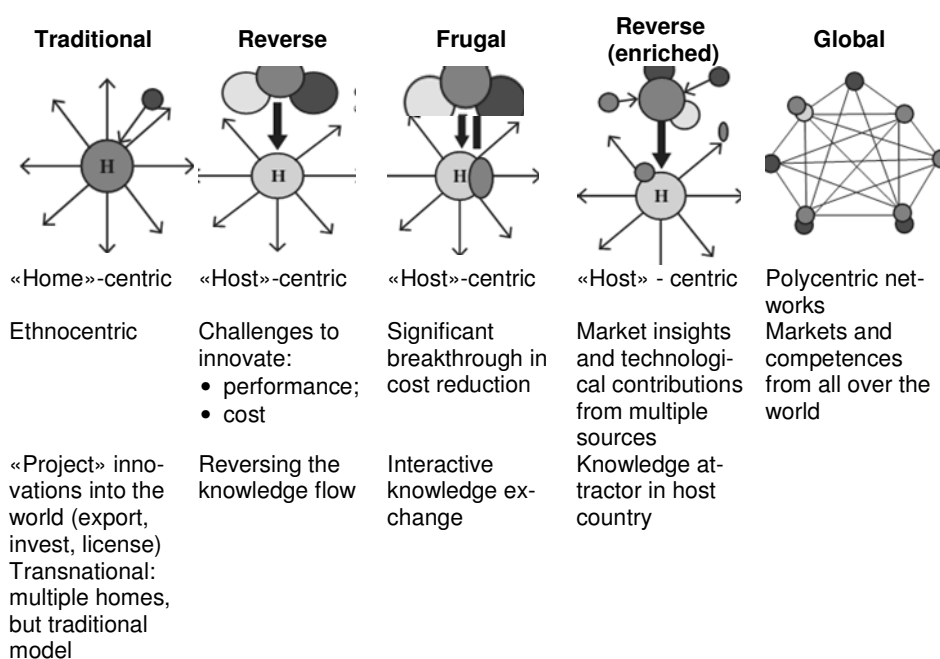 Traditional
Reverse
Frugal
Reverse
(enriched)
Global
H
H
H
H
«Home»-centric
«Host»-centric
«Host»-centric
«Host» - centric
Polycentric net-
works
Ethnocentric
Challenges to
innovate:
• performance;
• cost
Significant
breakthrough in
cost reduction
Market insights
and technologi-
cal contributions
from multiple
sources
Markets and
competences
from all over the
world
«Project» inno-
vations into the
world (export,
invest, license)
Transnational:
multiple homes,
but traditional
model
Reversing the
knowledge flow
Interactive
knowledge ex-
change
Knowledge at-
tractor in host
country